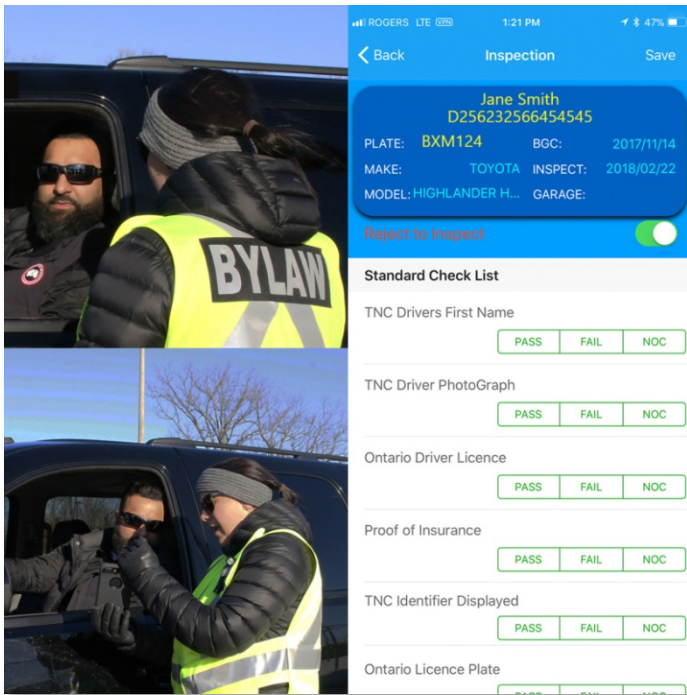 BYLAW
ROGERS LTE VPN 1:21 PM 47%
Back Inspection Save
Jane Smith
D256232566454545
PLATE: BXM124 BGC: 2017/11/14
MAKE: TOYOTA INSPECT: 2018/02/22
MODEL: HIGHLANDER H... GARAGE:
Reject to Inspect
Standard Check List
TNC Drivers First Name
PASS FAIL NOC
TNC Driver PhotoGraph
PASS FAIL NOC
Ontario Driver Licence
PASS FAIL NOC
Proof of Insurance
PASS FAIL NOC
TNC Identifier Displayed
PASS FAIL NOC
Ontario Licence Plate
PASS FAIL NOC